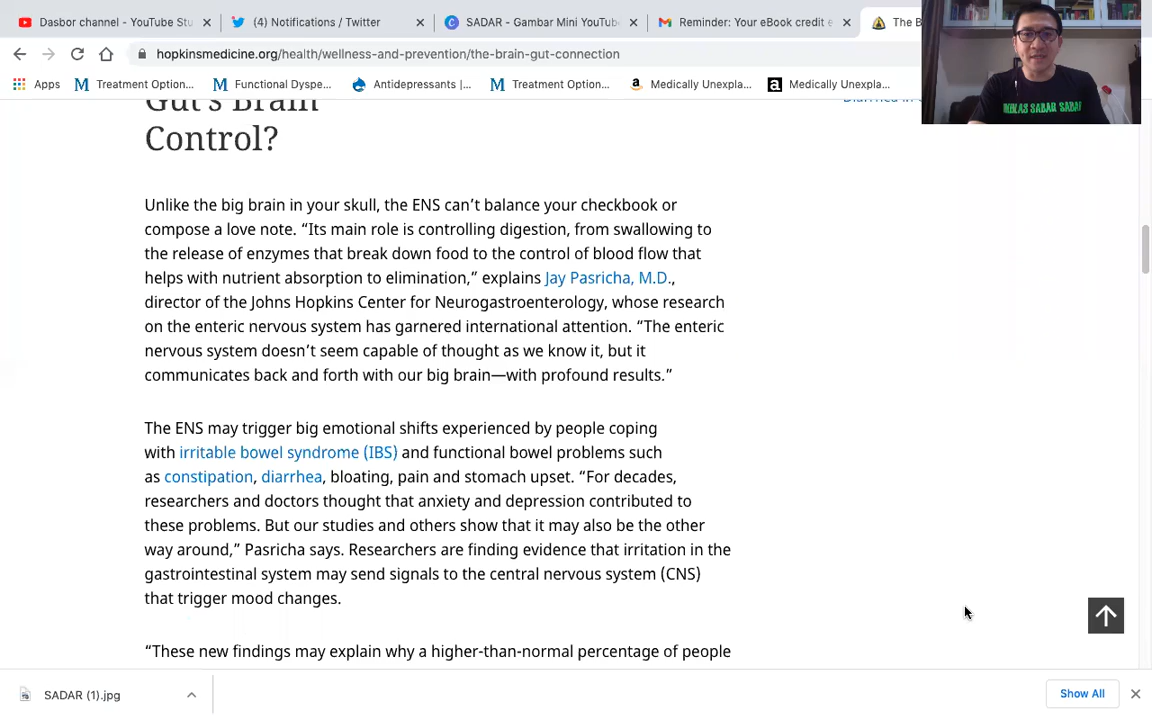 Dasbor channel - YouTube Stu
(4) Notifications / Twitter
SADAR - Gambar Mini YouTub
Reminder: Your eBook credit e
The B
hopkinsmedicine.org/health/wellness-and-prevention/the-brain-gut-connection
Apps
Treatment Option...
Functional Dyspe...
Antidepressants |...
Treatment Option...
Medically Unexpla...
Medically Unexpla...
Gut's Brain
Control?
SADAR
Unlike the big brain in your skull, the ENS can’t balance your checkbook or
compose a love note. “Its main role is controlling digestion, from swallowing to
the release of enzymes that break down food to the control of blood flow that
helps with nutrient absorption to elimination,” explains Jay Pasricha, M.D.,
director of the Johns Hopkins Center for Neurogastroenterology, whose research
on the enteric nervous system has garnered international attention. “The enteric
nervous system doesn’t seem capable of thought as we know it, but it
communicates back and forth with our big brain—with profound results.”
The ENS may trigger big emotional shifts experienced by people coping
with irritable bowel syndrome (IBS) and functional bowel problems such
as constipation, diarrhea, bloating, pain and stomach upset. “For decades,
researchers and doctors thought that anxiety and depression contributed to
these problems. But our studies and others show that it may also be the other
way around,” Pasricha says. Researchers are finding evidence that irritation in the
gastrointestinal system may send signals to the central nervous system (CNS)
that trigger mood changes.
“These new findings may explain why a higher-than-normal percentage of people
SADAR (1).jpg
Show All